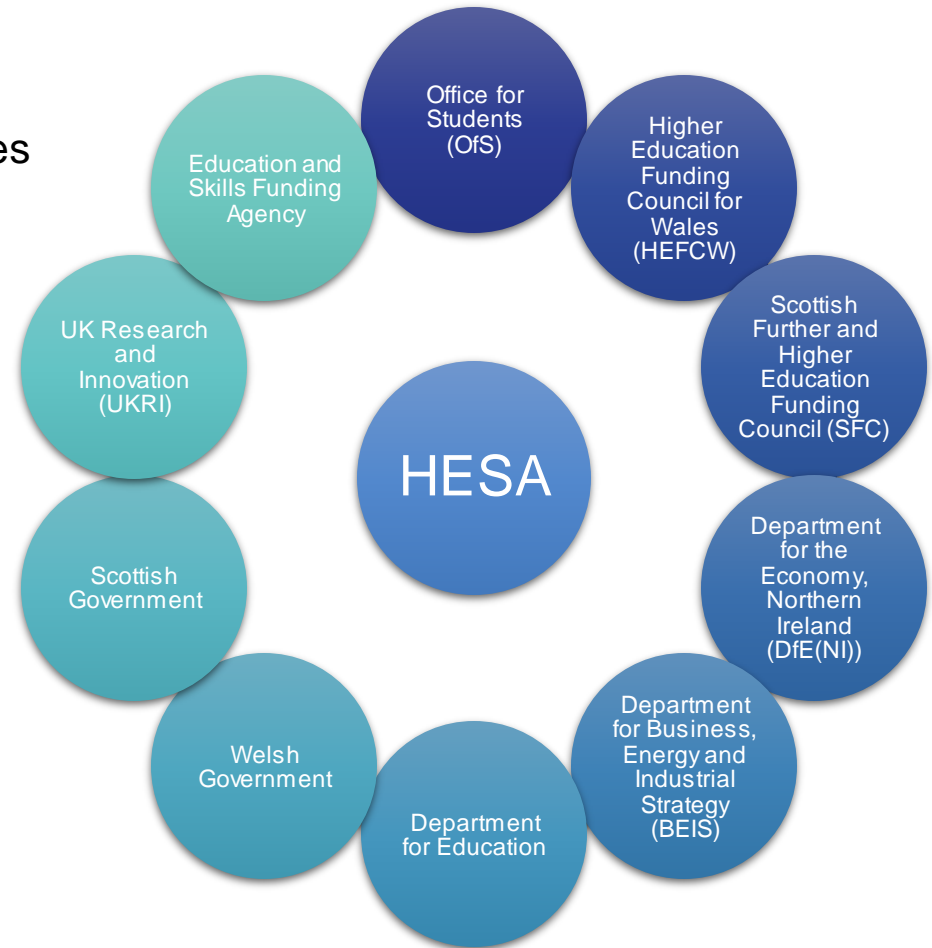 es
Office for
Students
(OfS)
Higher
Education
Funding
Council for
Wales
(HEFCW)
Scottish
Further and
Higher
Education
Funding
Council (SFC)
Department
for the
Economy,
Northern
Ireland
(DfE(NI))
Department
for Business,
Energy and
Industrial
Strategy
(BEIS)
Department
for Education
Welsh
Government
Scottish
Government
UK Research
and
Innovation
(UKRI)
Education and
Skills Funding
Agency
HESA